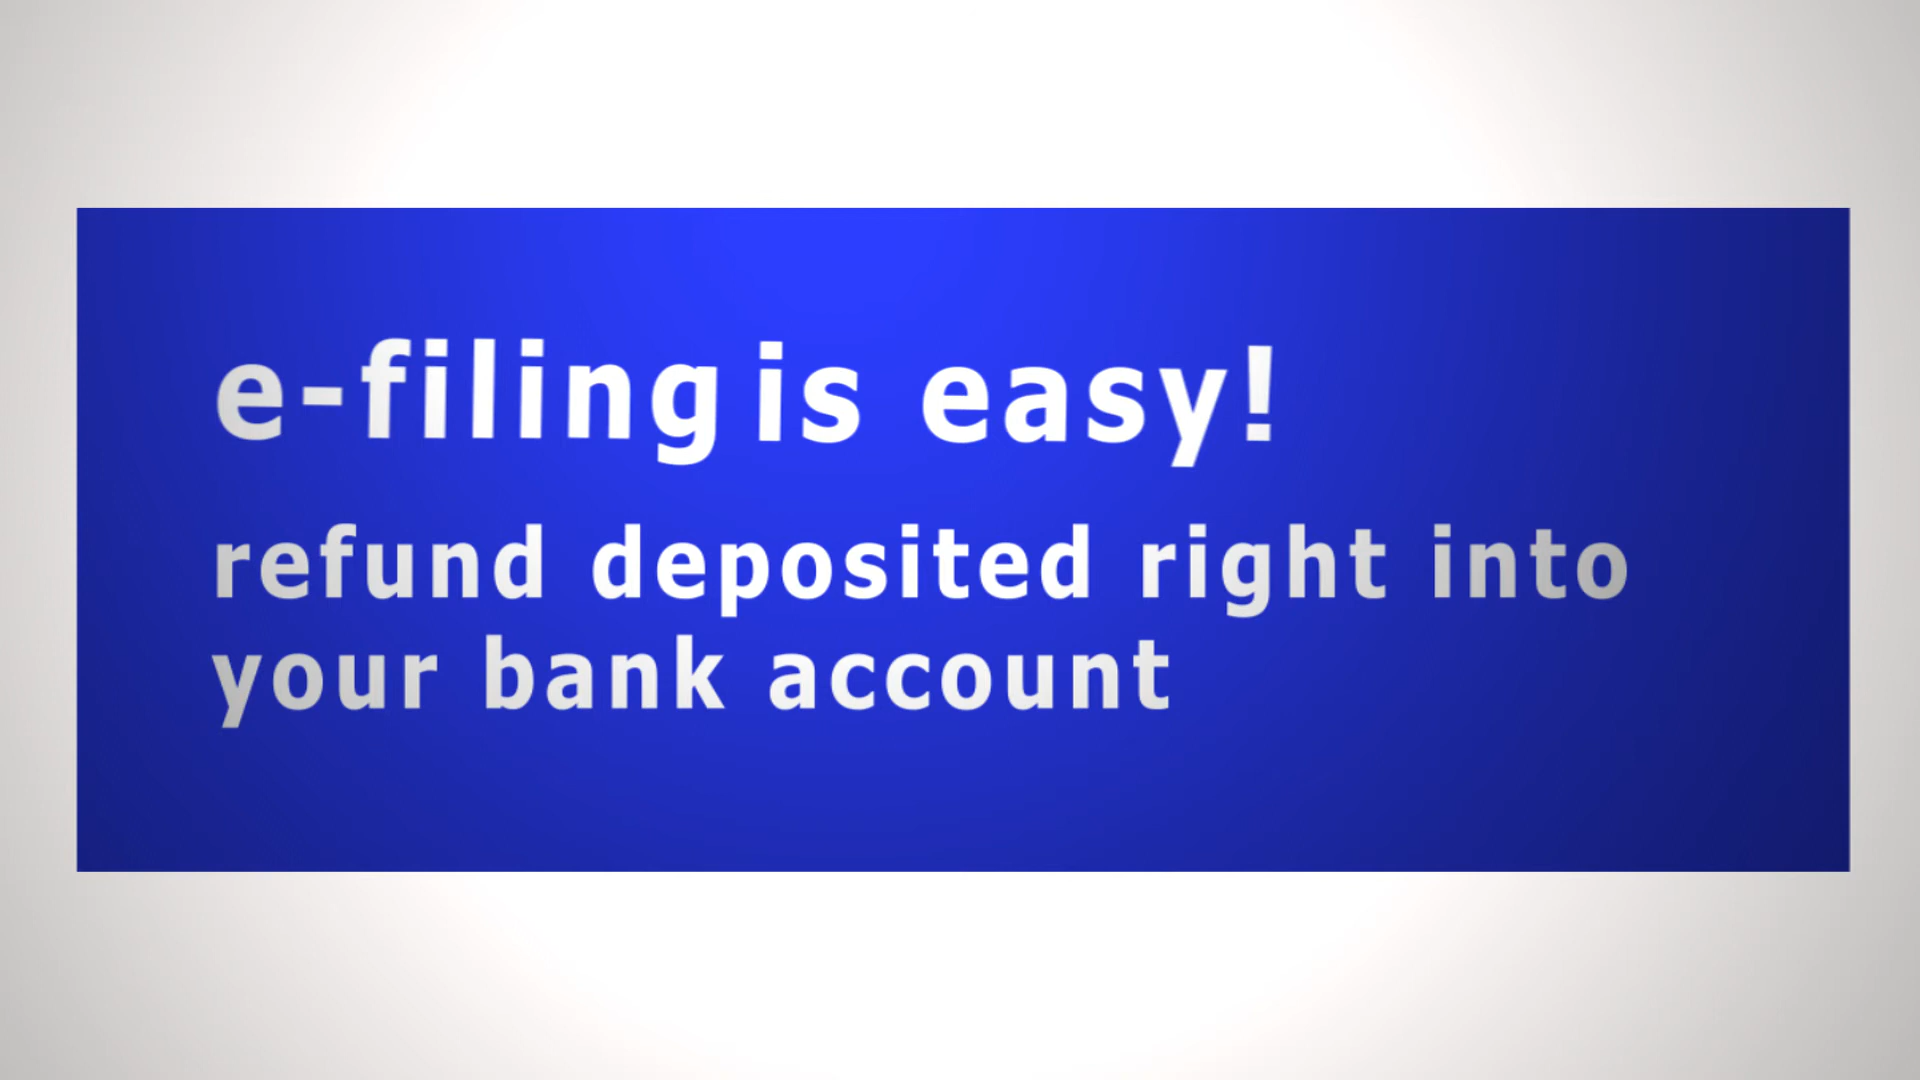 e-filing is easy!
refund deposited right into
your bank account